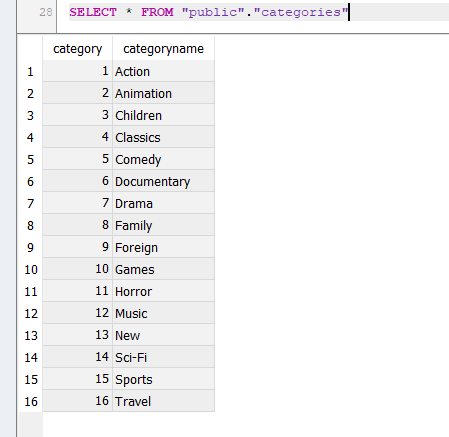 28 SELECT * FROM "public"."categories"
category categoryname
1 1 Action
2 2 Animation
3 3 Children
4 4 Classics
5 5 Comedy
6 6 Documentary
7 7 Drama
8 8 Family
9 9 Foreign
10 10 Games
11 11 Horror
12 12 Music
13 13 New
14 14 Sci-Fi
15 15 Sports
16 16 Travel